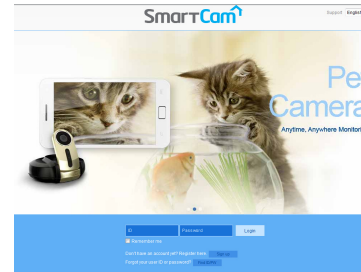 SmarTCam
Support English
Pe
Camera
Anytime, Anywhere Monitori
ID Password Login
Remember me
Don't have an account yet? Register here. Sign up
Forgot your user ID or password?